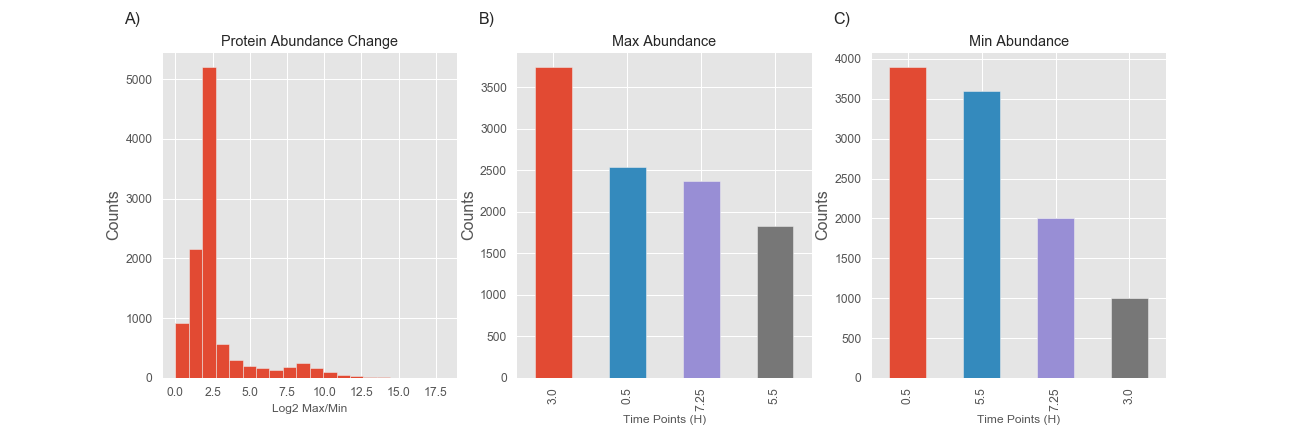 A)
Protein Abundance Change
Counts
5000
4000
3000
2000
1000
0
0.0 2.5 5.0 7.5 10.0 12.5 15.0 17.5
Log2 Max/Min
B)
Max Abundance
Counts
3500
3000
2500
2000
1500
1000
500
0
3.0 0.5 7.25 5.5
Time Points (H)
C)
Min Abundance
Counts
4000
3500
3000
2500
2000
1500
1000
500
0
0.5 5.5 7.25 3.0
Time Points (H)